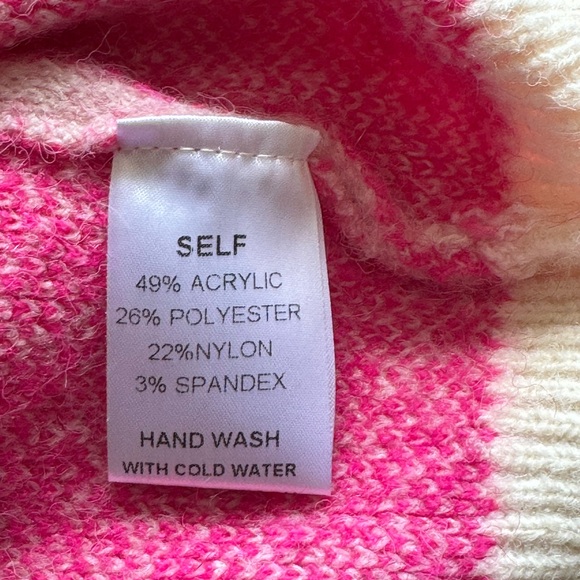 SELF
49% ACRYLIC
26% POLYESTER
22%NYLON
3% SPANDEX
HAND WASH
WITH COLD WATER